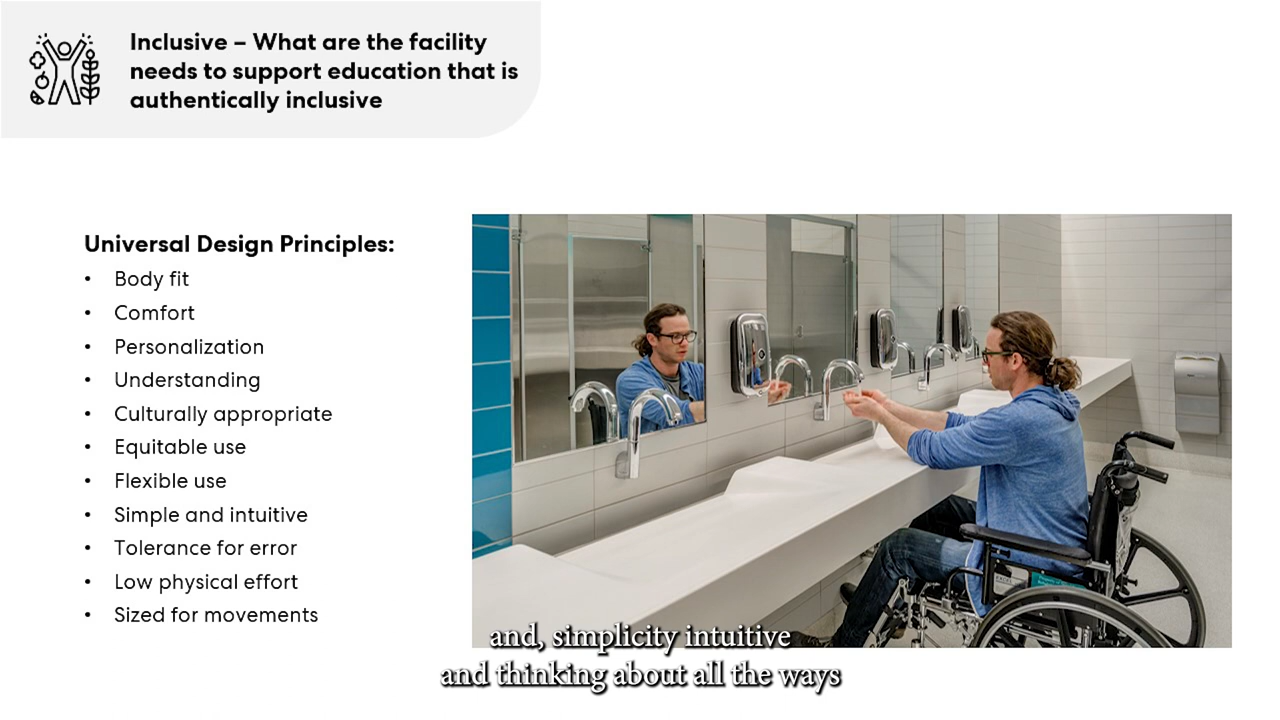 Inclusive – What are the facility
needs to support education that is
authentically inclusive
Universal Design Principles:
• Body fit
• Comfort
• Personalization
• Understanding
• Culturally appropriate
• Equitable use
• Flexible use
• Simple and intuitive
• Tolerance for error
• Low physical effort
• Sized for movements
and, simplicity intuitive
and thinking about all the ways